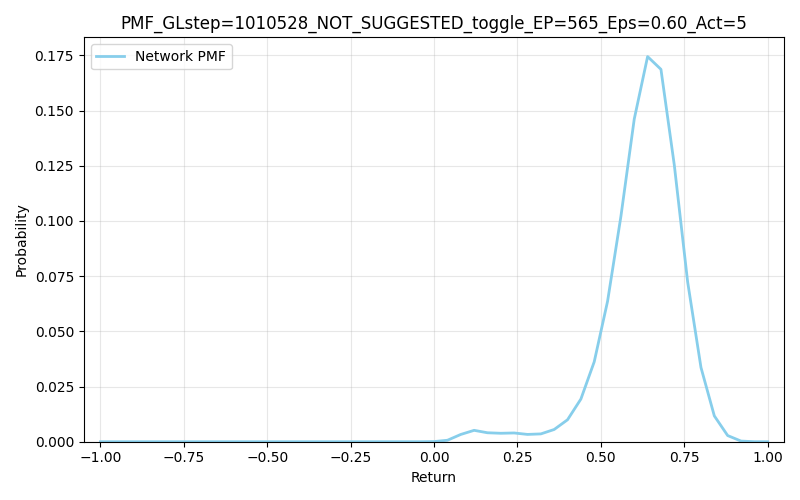 PMF_GLstep=1010528_NOT_SUGGESTED_toggle_EP=565_Eps=0.60_Act=5
Network PMF
Probability
0.175
0.150
0.125
0.100
0.075
0.050
0.025
0.000
−1.00 −0.75 −0.50 −0.25 0.00 0.25 0.50 0.75 1.00
Return